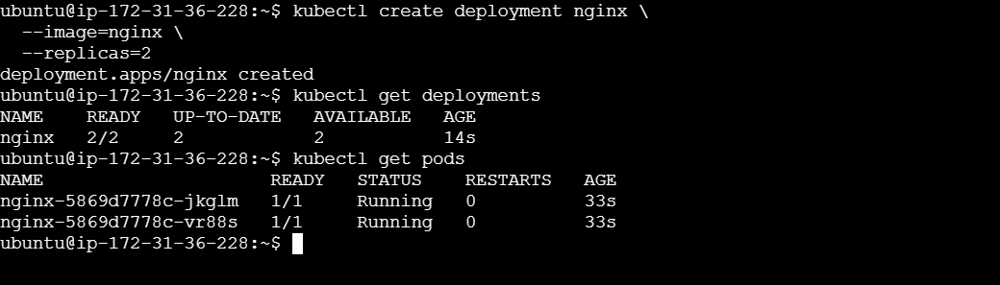 ubuntu@ip-172-31-36-228:~$ kubectl create deployment nginx \
  --image=nginx \
  --replicas=2
deployment.apps/nginx created
ubuntu@ip-172-31-36-228:~$ kubectl get deployments
NAME    READY   UP-TO-DATE   AVAILABLE   AGE
nginx   2/2     2            2           14s
ubuntu@ip-172-31-36-228:~$ kubectl get pods
NAME                     READY   STATUS    RESTARTS   AGE
nginx-5869d7778c-jkglm   1/1     Running   0          33s
nginx-5869d7778c-vr88s   1/1     Running   0          33s
ubuntu@ip-172-31-36-228:~$